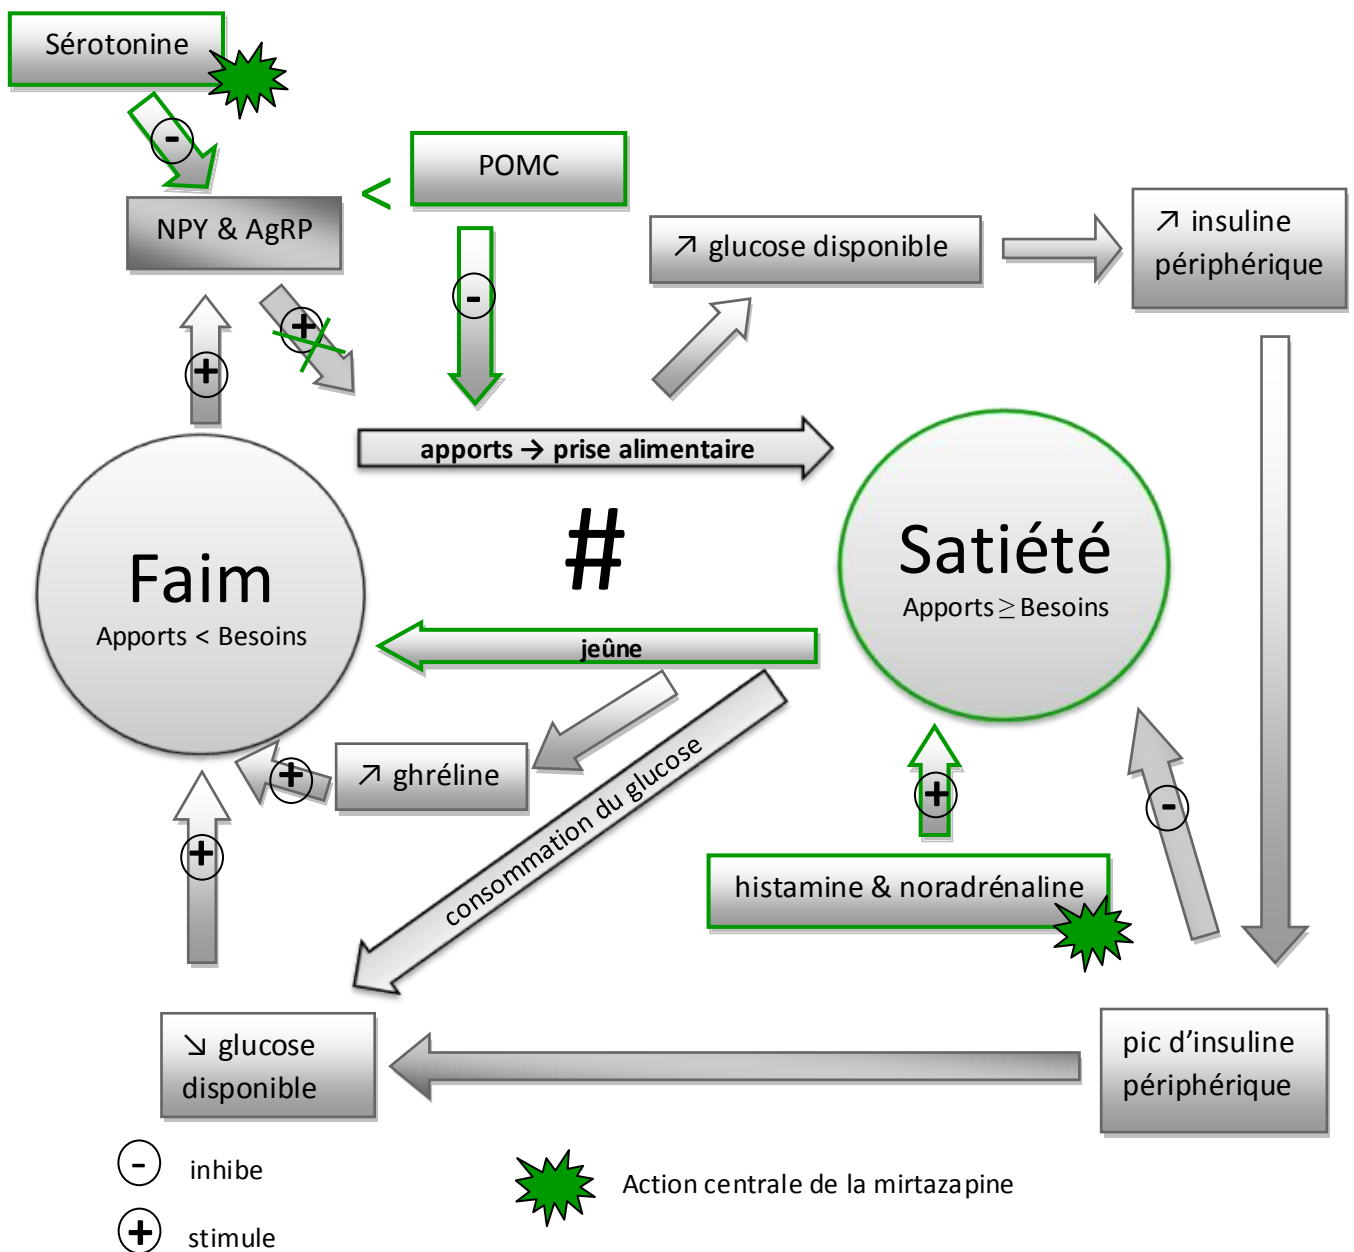 Sérotonine
-
NPY & AgRP
<
POMC
↗ glucose disponible
↗ insuline
périphérique
+
-
+
apports → prise alimentaire
#
Faim
Apports < Besoins
Satiété
Apports ≥ Besoins
jeûne
↗ ghréline
+
consommation du glucose
+
+
-
histamine & noradrénaline
↘ glucose
disponible
pic d’insuline
périphérique
- inhibe
+ stimule
Action centrale de la mirtazapine